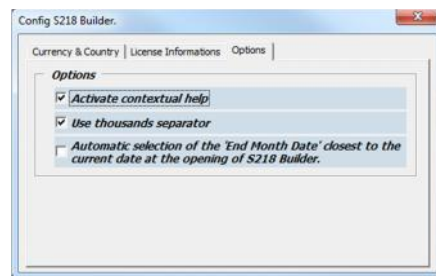 Config S218 Builder.
Currency & Country License Informations Options
Options
Activate contextual help
Use thousands separator
Automatic selection of the 'End Month Date' closest to the
current date at the opening of S218 Builder.